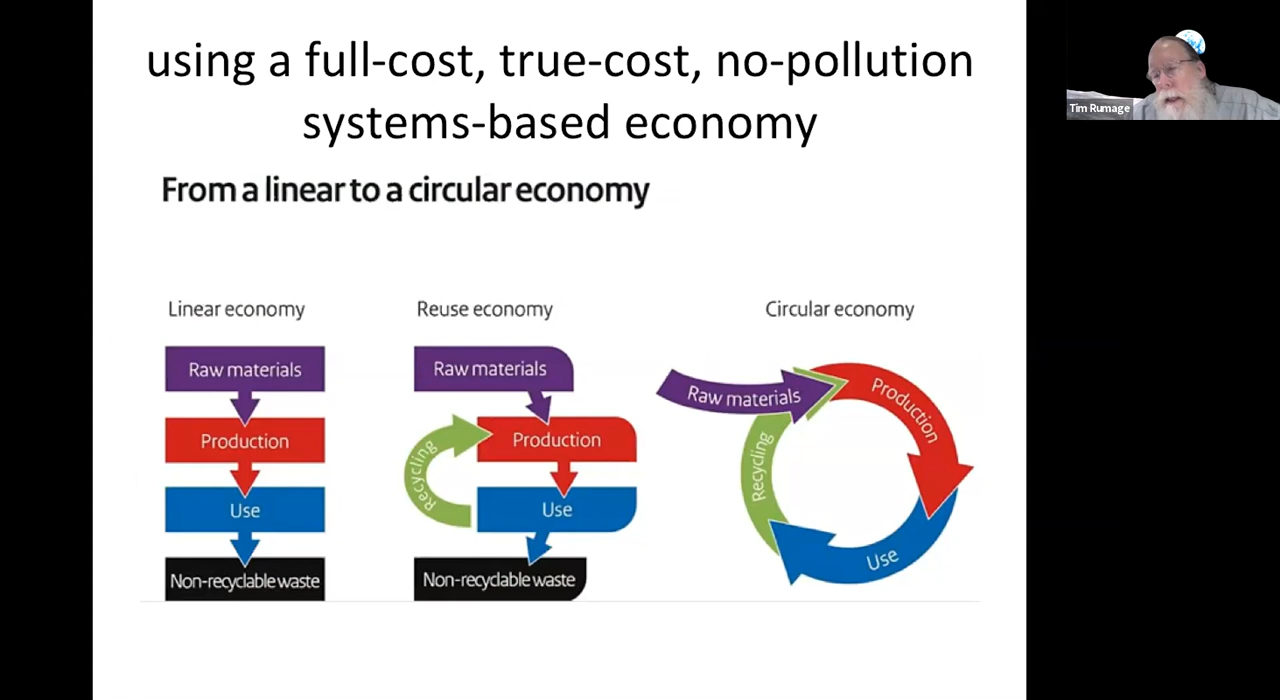 using a full-cost, true-cost, no-pollution
systems-based economy
Tim Rumage
From a linear to a circular economy
Linear economy
Raw materials
Production
Use
Non-recyclable waste
Reuse economy
Raw materials
Production
Recycling
Use
Non-recyclable waste
Circular economy
Raw materials
Production
Use
Recycling